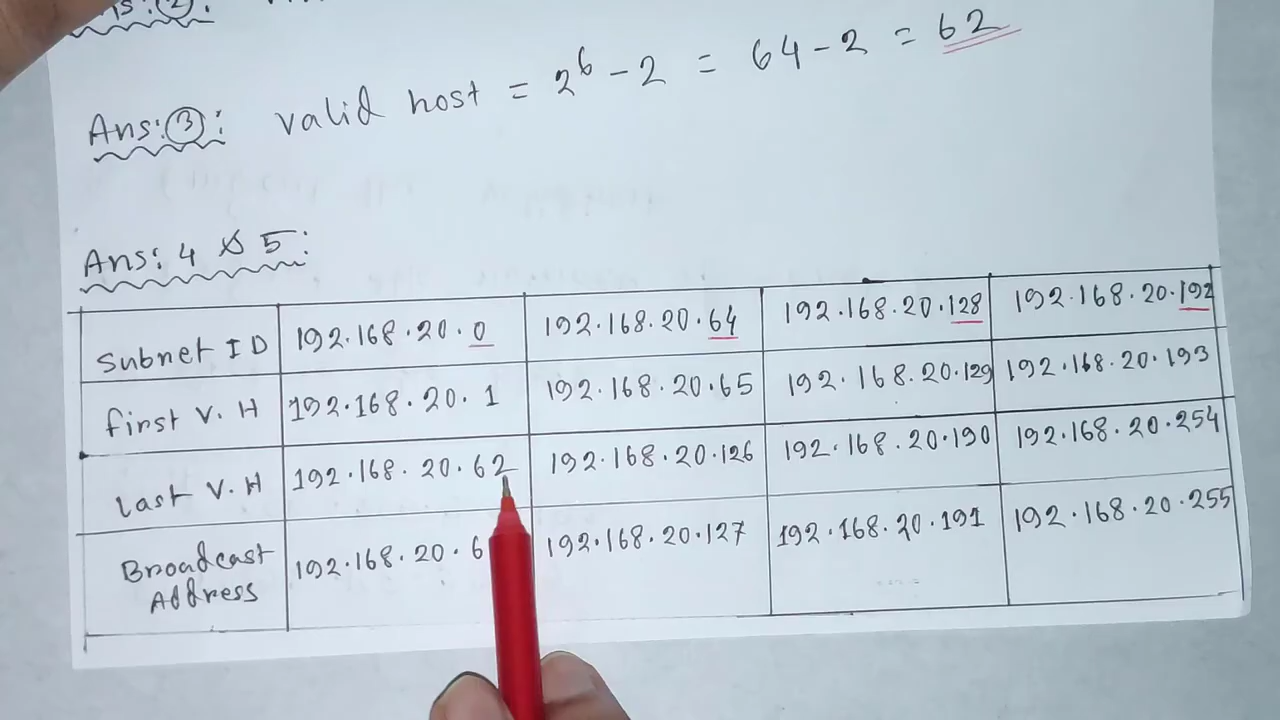 Ans:③: valid host = 2⁶ - 2 = 64 - 2 = 62
Ans: 4 & 5:
Subnet ID 192.168.20.0 192.168.20.64 192.168.20.128 192.168.20.192
First V.H 192.168.20.1 192.168.20.65 192.168.20.129 192.168.20.193
Last V.H 192.168.20.62 192.168.20.126 192.168.20.190 192.168.20.254
Broadcast Address 192.168.20.6 192.168.20.127 192.168.20.191 192.168.20.255